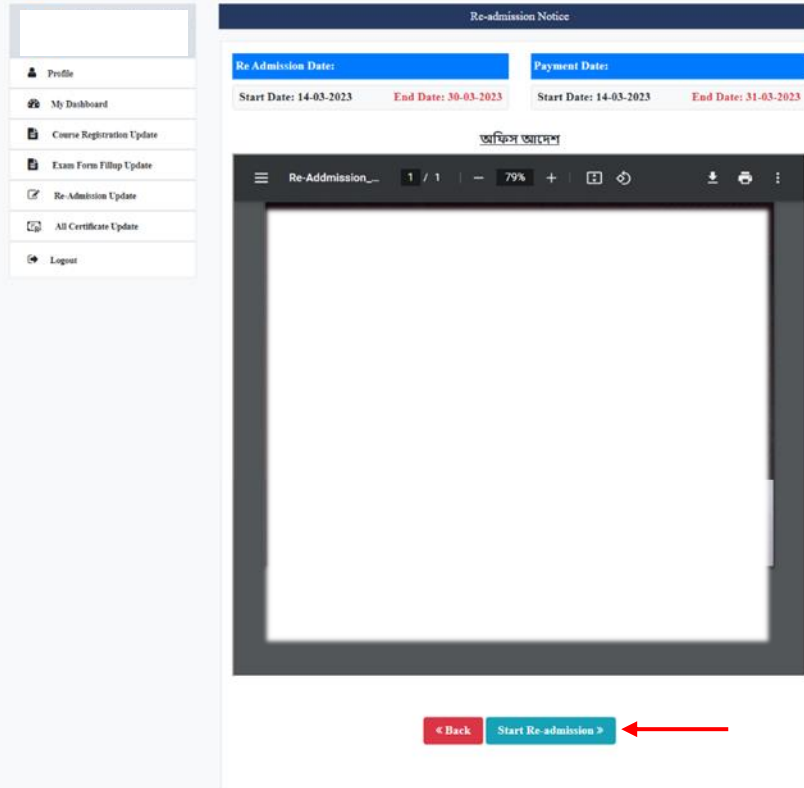 Re-admission Notice
Profile
My Dashboard
Course Registration Update
Exam Form Fillup Update
Re-Admission Update
All Certificate Update
Logout
Re Admission Date:
Start Date: 14-03-2023 End Date: 30-03-2023
Payment Date:
Start Date: 14-03-2023 End Date: 31-03-2023
অফিস আদেশ
Re-Addmission_... 1 / 1 79%
« Back
Start Re-admission »